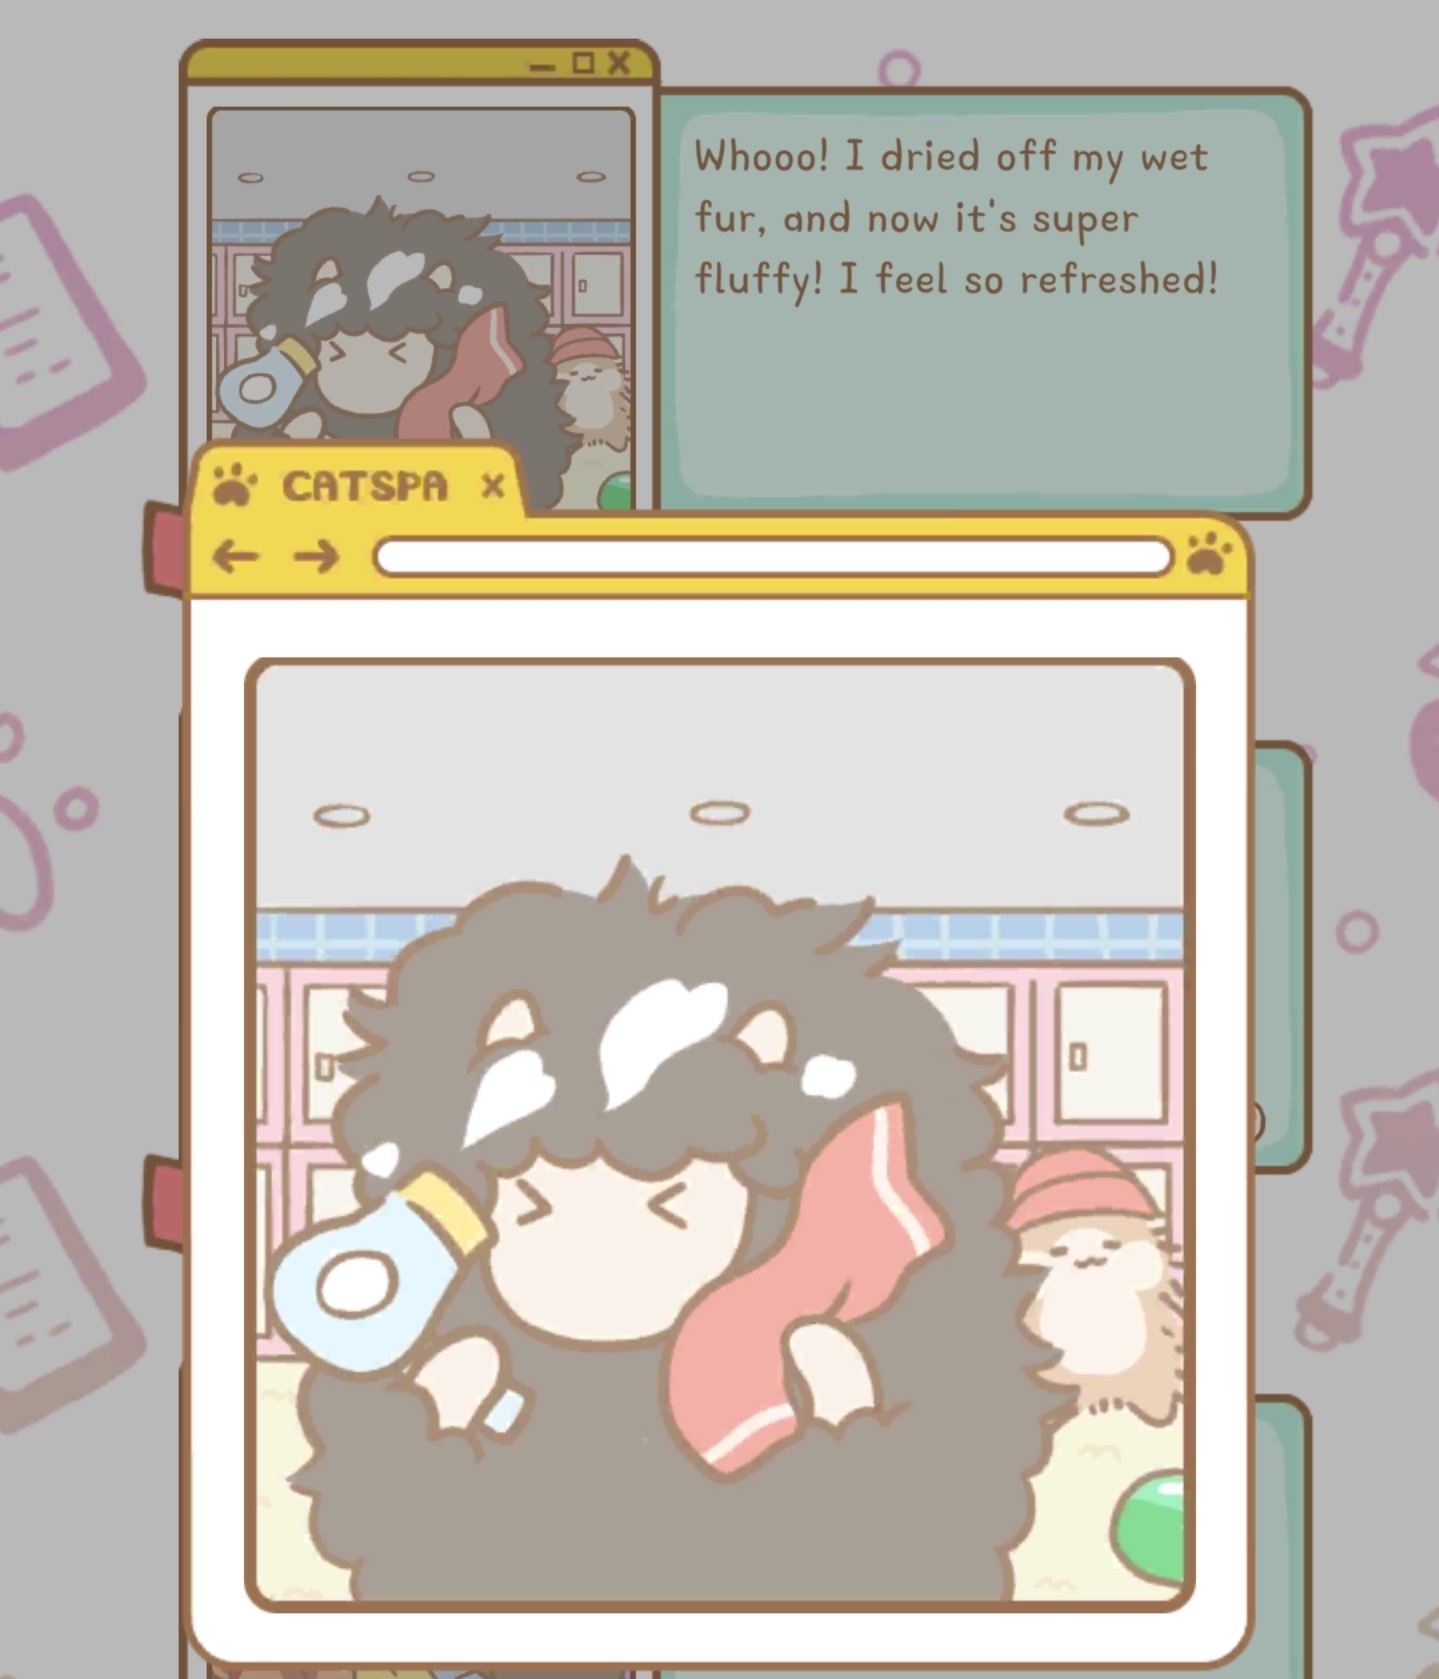 Whooo! I dried off my wet
fur, and now it's super
fluffy! I feel so refreshed!
CATSPA